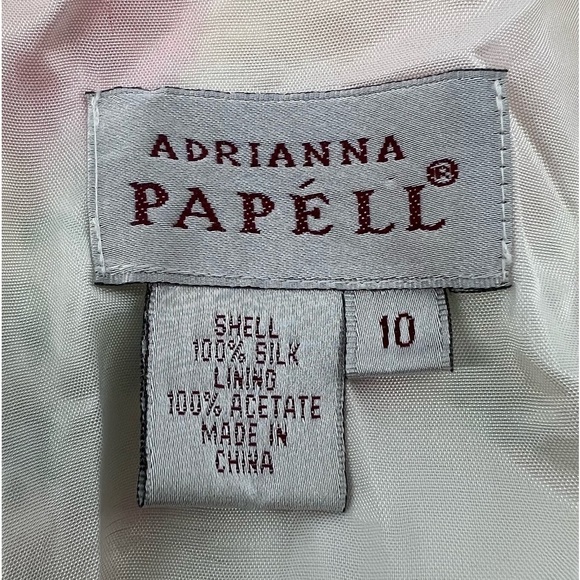 ADRIANNA
PAPÉLL®
10
SHELL
100% SILK
LINING
100% ACETATE
MADE IN
CHINA